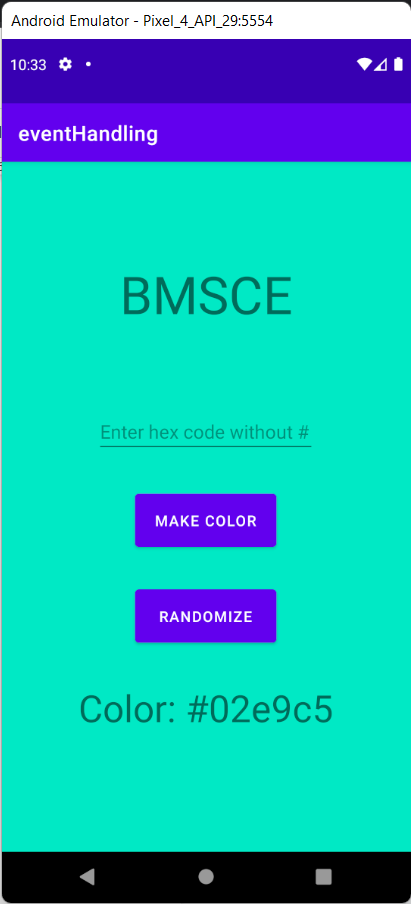 Android Emulator - Pixel_4_API_29:5554
10:33
eventHandling
BMSCE
Enter hex code without #
MAKE COLOR
RANDOMIZE
Color: #02e9c5